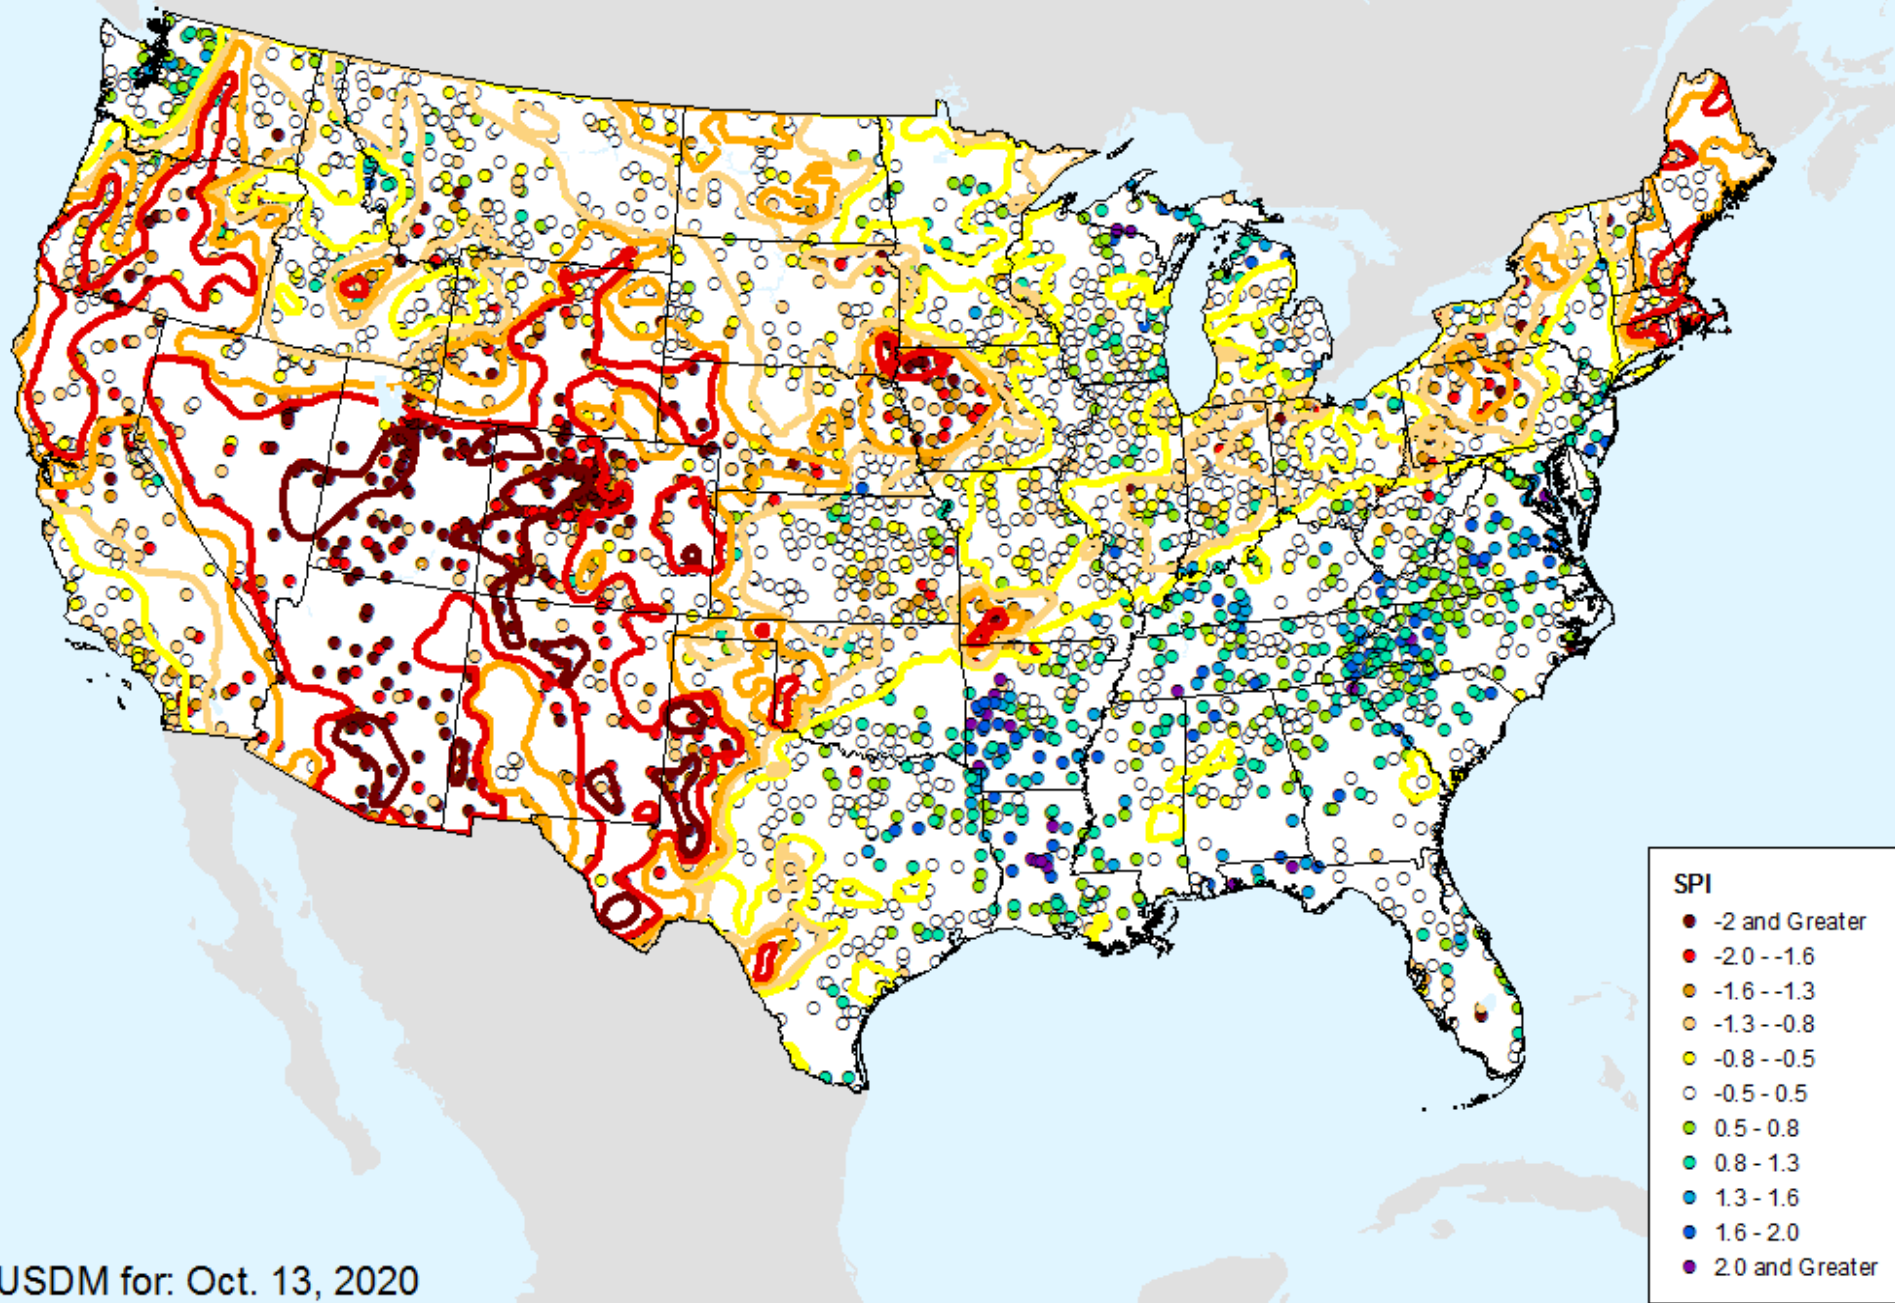 SPI
-2 and Greater
-2.0 - -1.6
-1.6 - -1.3
-1.3 - -0.8
-0.8 - -0.5
-0.5 - 0.5
0.5 - 0.8
0.8 - 1.3
1.3 - 1.6
1.6 - 2.0
2.0 and Greater
USDM for: Oct. 13, 2020